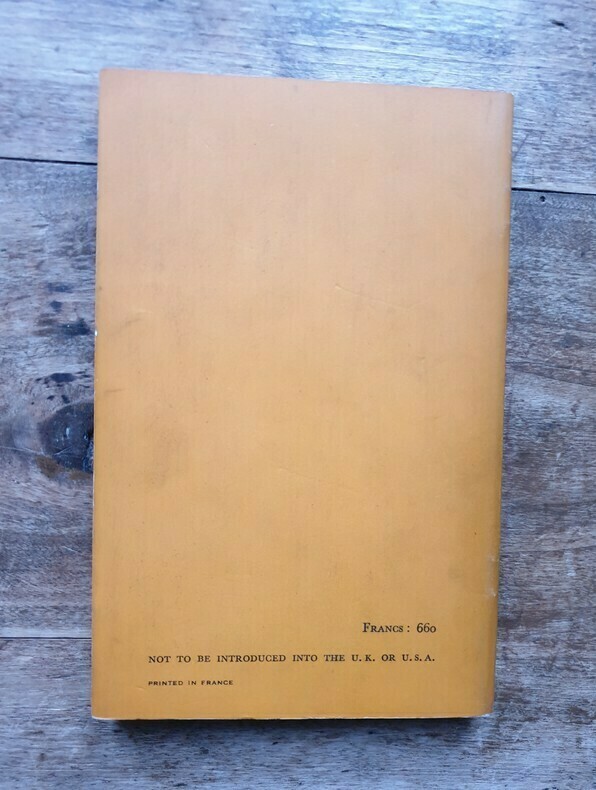 Francs : 660
NOT TO BE INTRODUCED INTO THE U. K. OR U. S. A.
PRINTED IN FRANCE